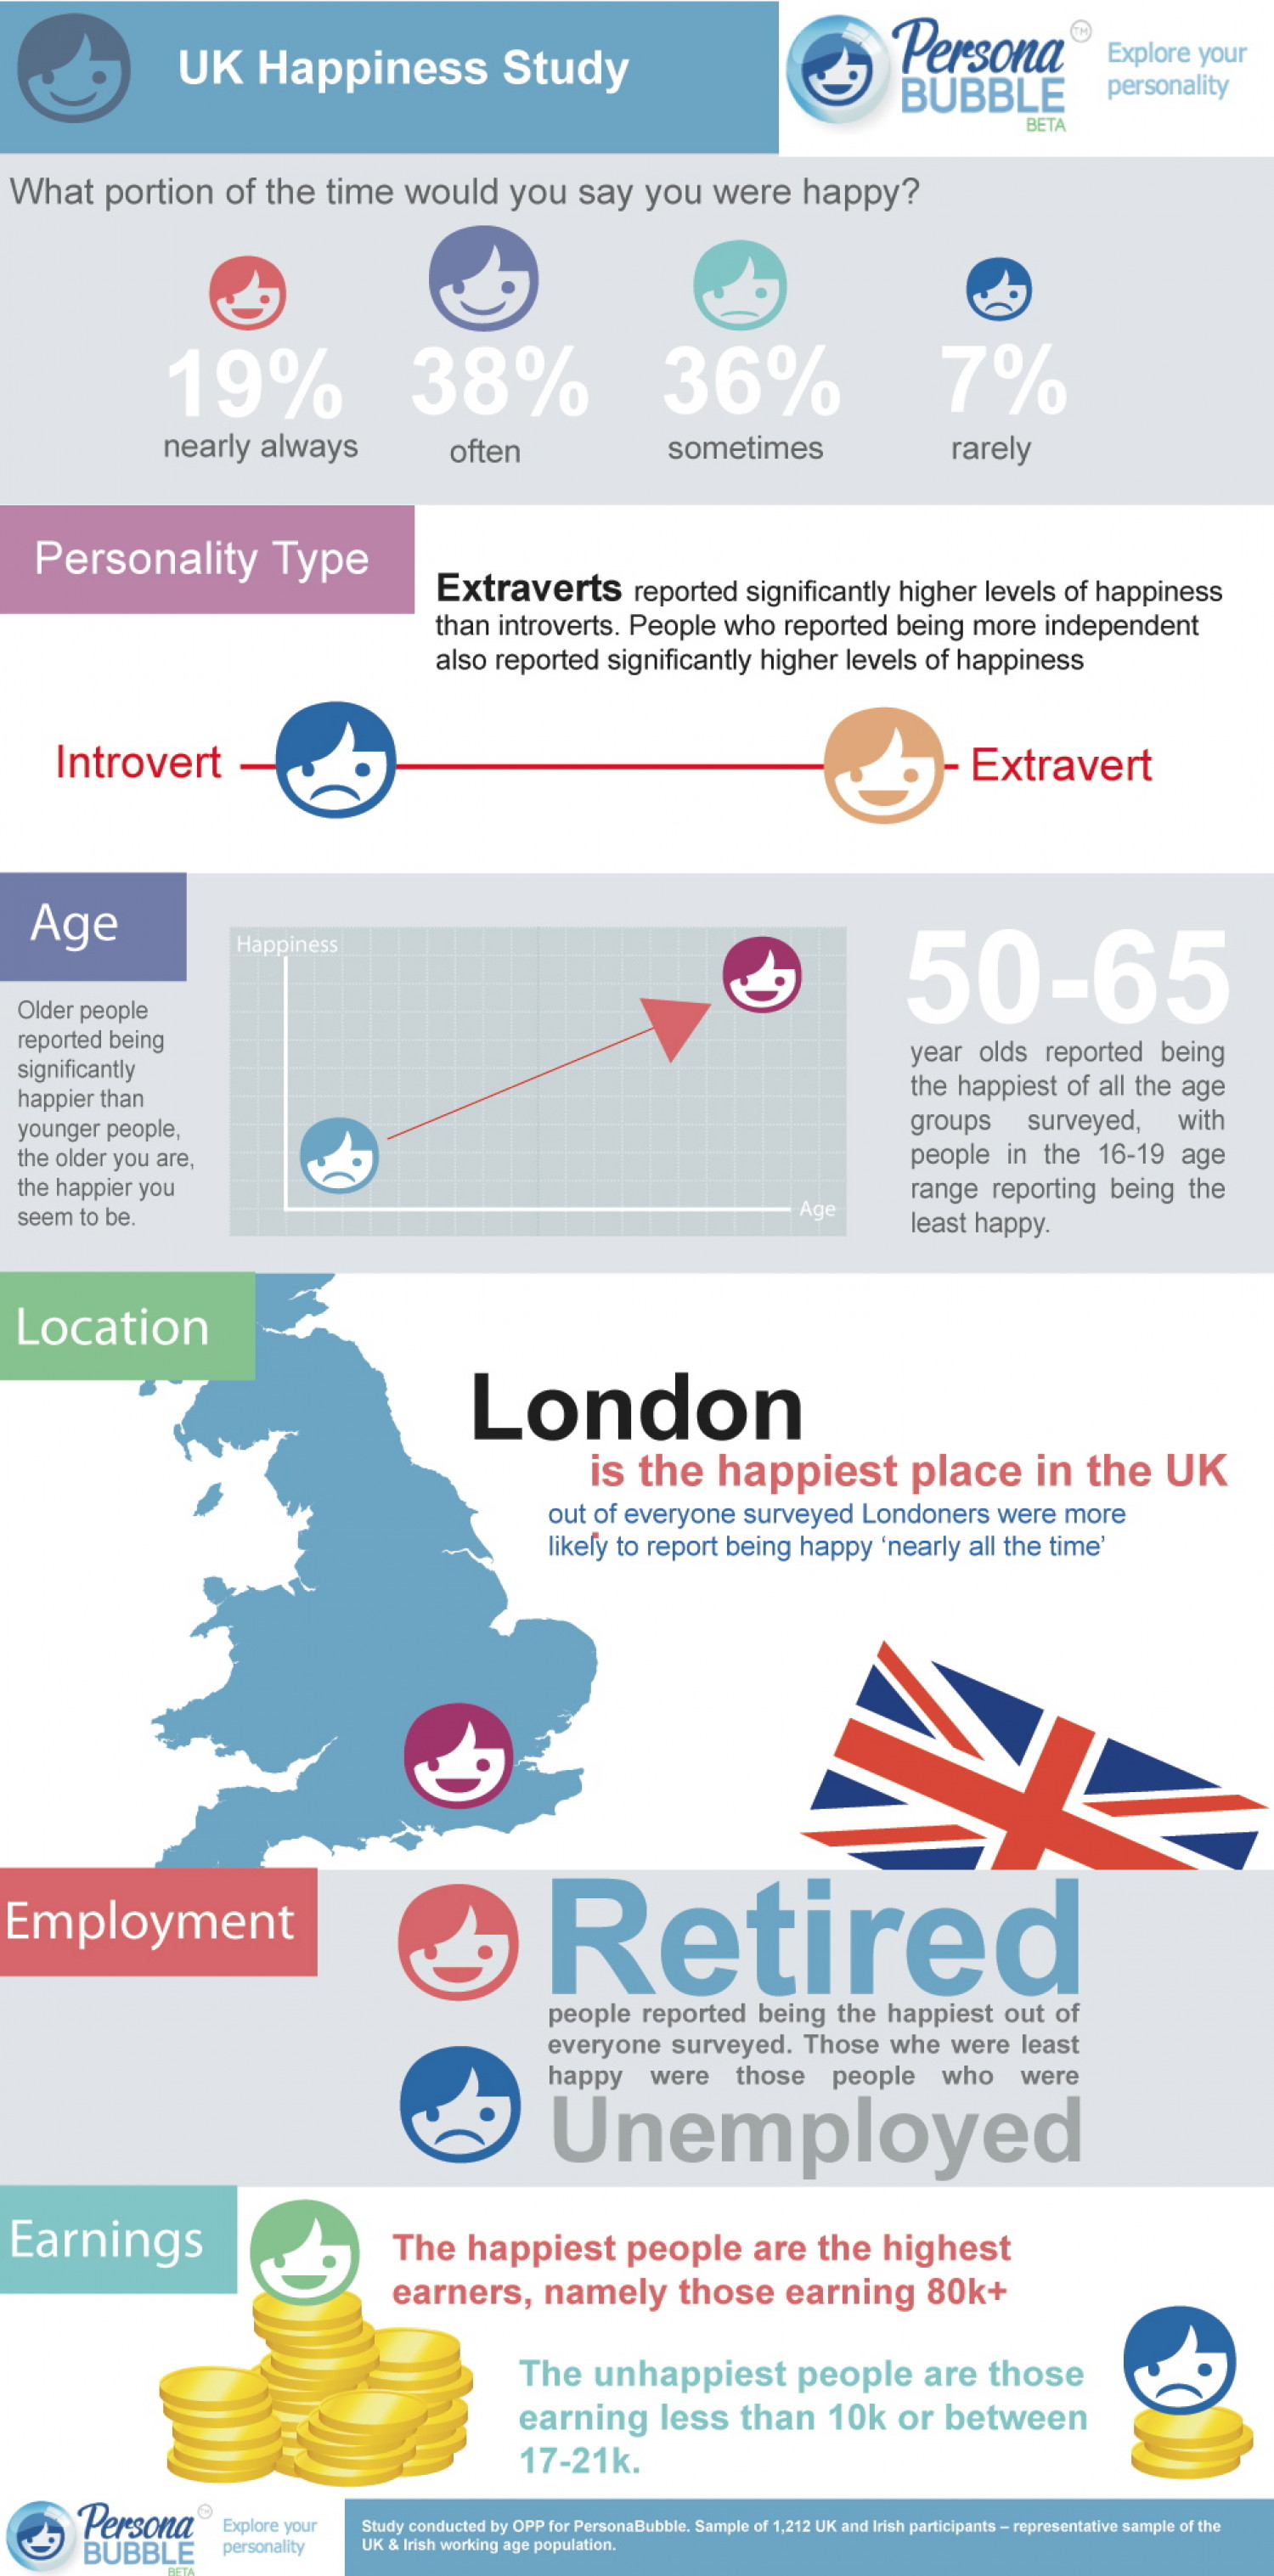 UK Happiness Study
Persona
TM
BUBBLE
BETA
Explore your
personality
What portion of the time would you say you were happy?
19%
nearly always
38%
often
36%
sometimes
7%
rarely
Personality Type
Extraverts reported significantly higher levels of happiness
than introverts. People who reported being more independent
also reported significantly higher levels of happiness
Introvert
Extravert
Age
Older people
reported being
significantly
happier than
younger people,
the older you are,
the happier you
seem to be.
Happiness
Age
50-65
year olds reported being
the happiest of all the age
groups surveyed, with
people in the 16-19 age
range reporting being the
least happy.
Location
London
is the happiest place in the UK
out of everyone surveyed Londoners were more
likely to report being happy ‘nearly all the time’
Employment
Retired
people reported being the happiest out of
everyone surveyed. Those whe were least
happy were those people who were
Unemployed
Earnings
The happiest people are the highest
earners, namely those earning 80k+
The unhappiest people are those
earning less than 10k or between
17-21k.
Persona
TM
BUBBLE
BETA
Explore your
personality
Study conducted by OPP for PersonaBubble. Sample of 1,212 UK and Irish participants – representative sample of the
UK & Irish working age population.